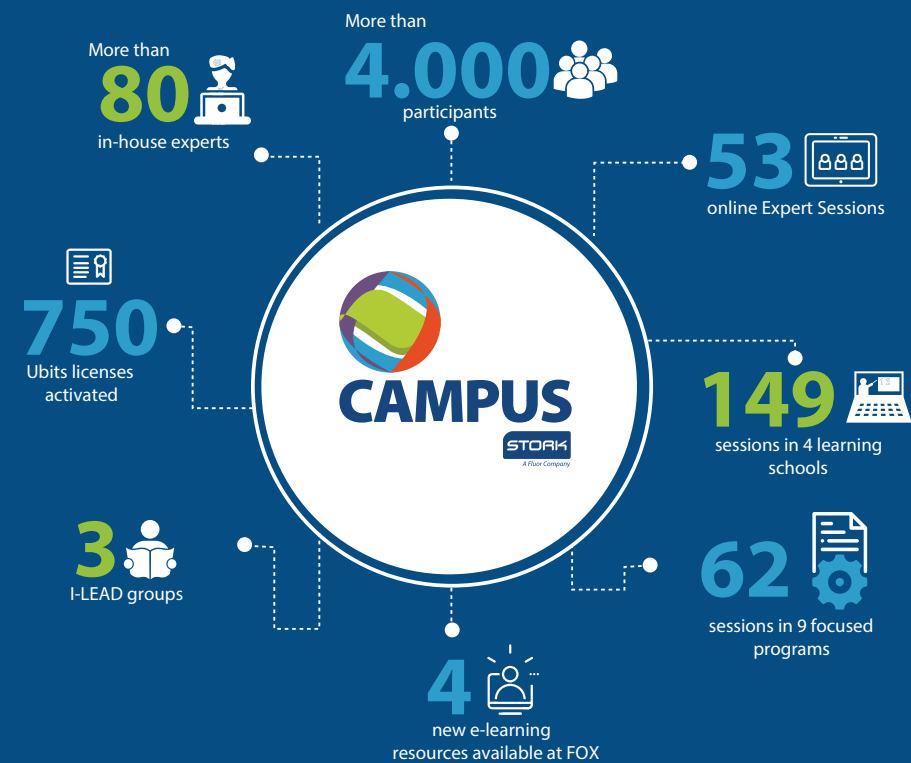 More than
80
in-house experts
More than
4.000
participants
53
online Expert Sessions
750
Ubits licenses
activated
CAMPUS
STORK
A Fluor Company
149
sessions in 4 learning
schools
3
I-LEAD groups
62
sessions in 9 focused
programs
4
new e-learning
resources available at FOX